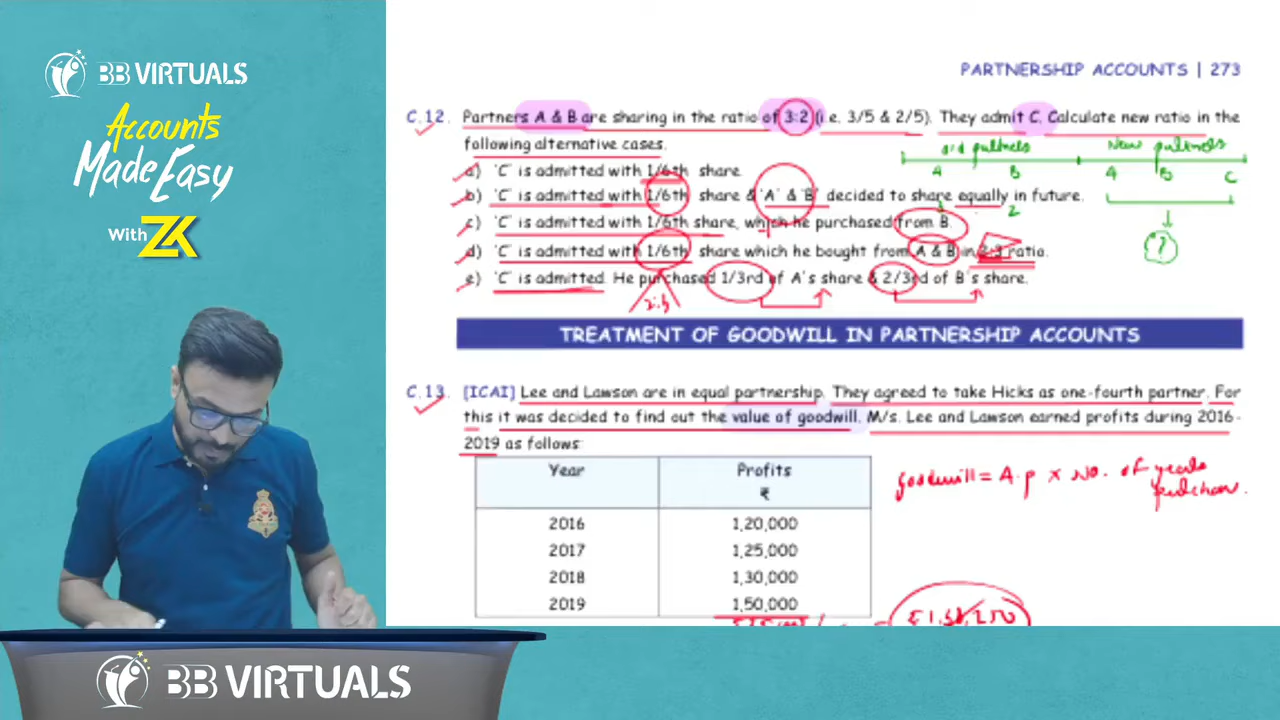 BB VIRTUALS
Accounts
Made Easy
With ZK
PARTNERSHIP ACCOUNTS | 273
C.12. Partners A & B are sharing in the ratio of 3:2 (i.e. 3/5 & 2/5). They admit C. Calculate new ratio in the
following alternative cases.
old partners New partners
a) 'C' is admitted with 1/6th share.
A B A B C
b) 'C' is admitted with 1/6th share & 'A' & 'B' decided to share equally in future.
2
c) 'C' is admitted with 1/6th share, which he purchased from B.
?
d) 'C' is admitted with 1/6th share which he bought from A & B in 2:3 ratio.
e) 'C' is admitted. He purchased 1/3rd of A's share & 2/3rd of B's share.
2:3
TREATMENT OF GOODWILL IN PARTNERSHIP ACCOUNTS
C.13. [ICAI] Lee and Lawson are in equal partnership. They agreed to take Hicks as one-fourth partner. For
this it was decided to find out the value of goodwill. M/s. Lee and Lawson earned profits during 2016-
2019 as follows:
Year Profits
₹
Goodwill = A.p x No. of years
purchase.
2016 1,20,000
2017 1,25,000
2018 1,30,000
2019 1,50,000
BB VIRTUALS